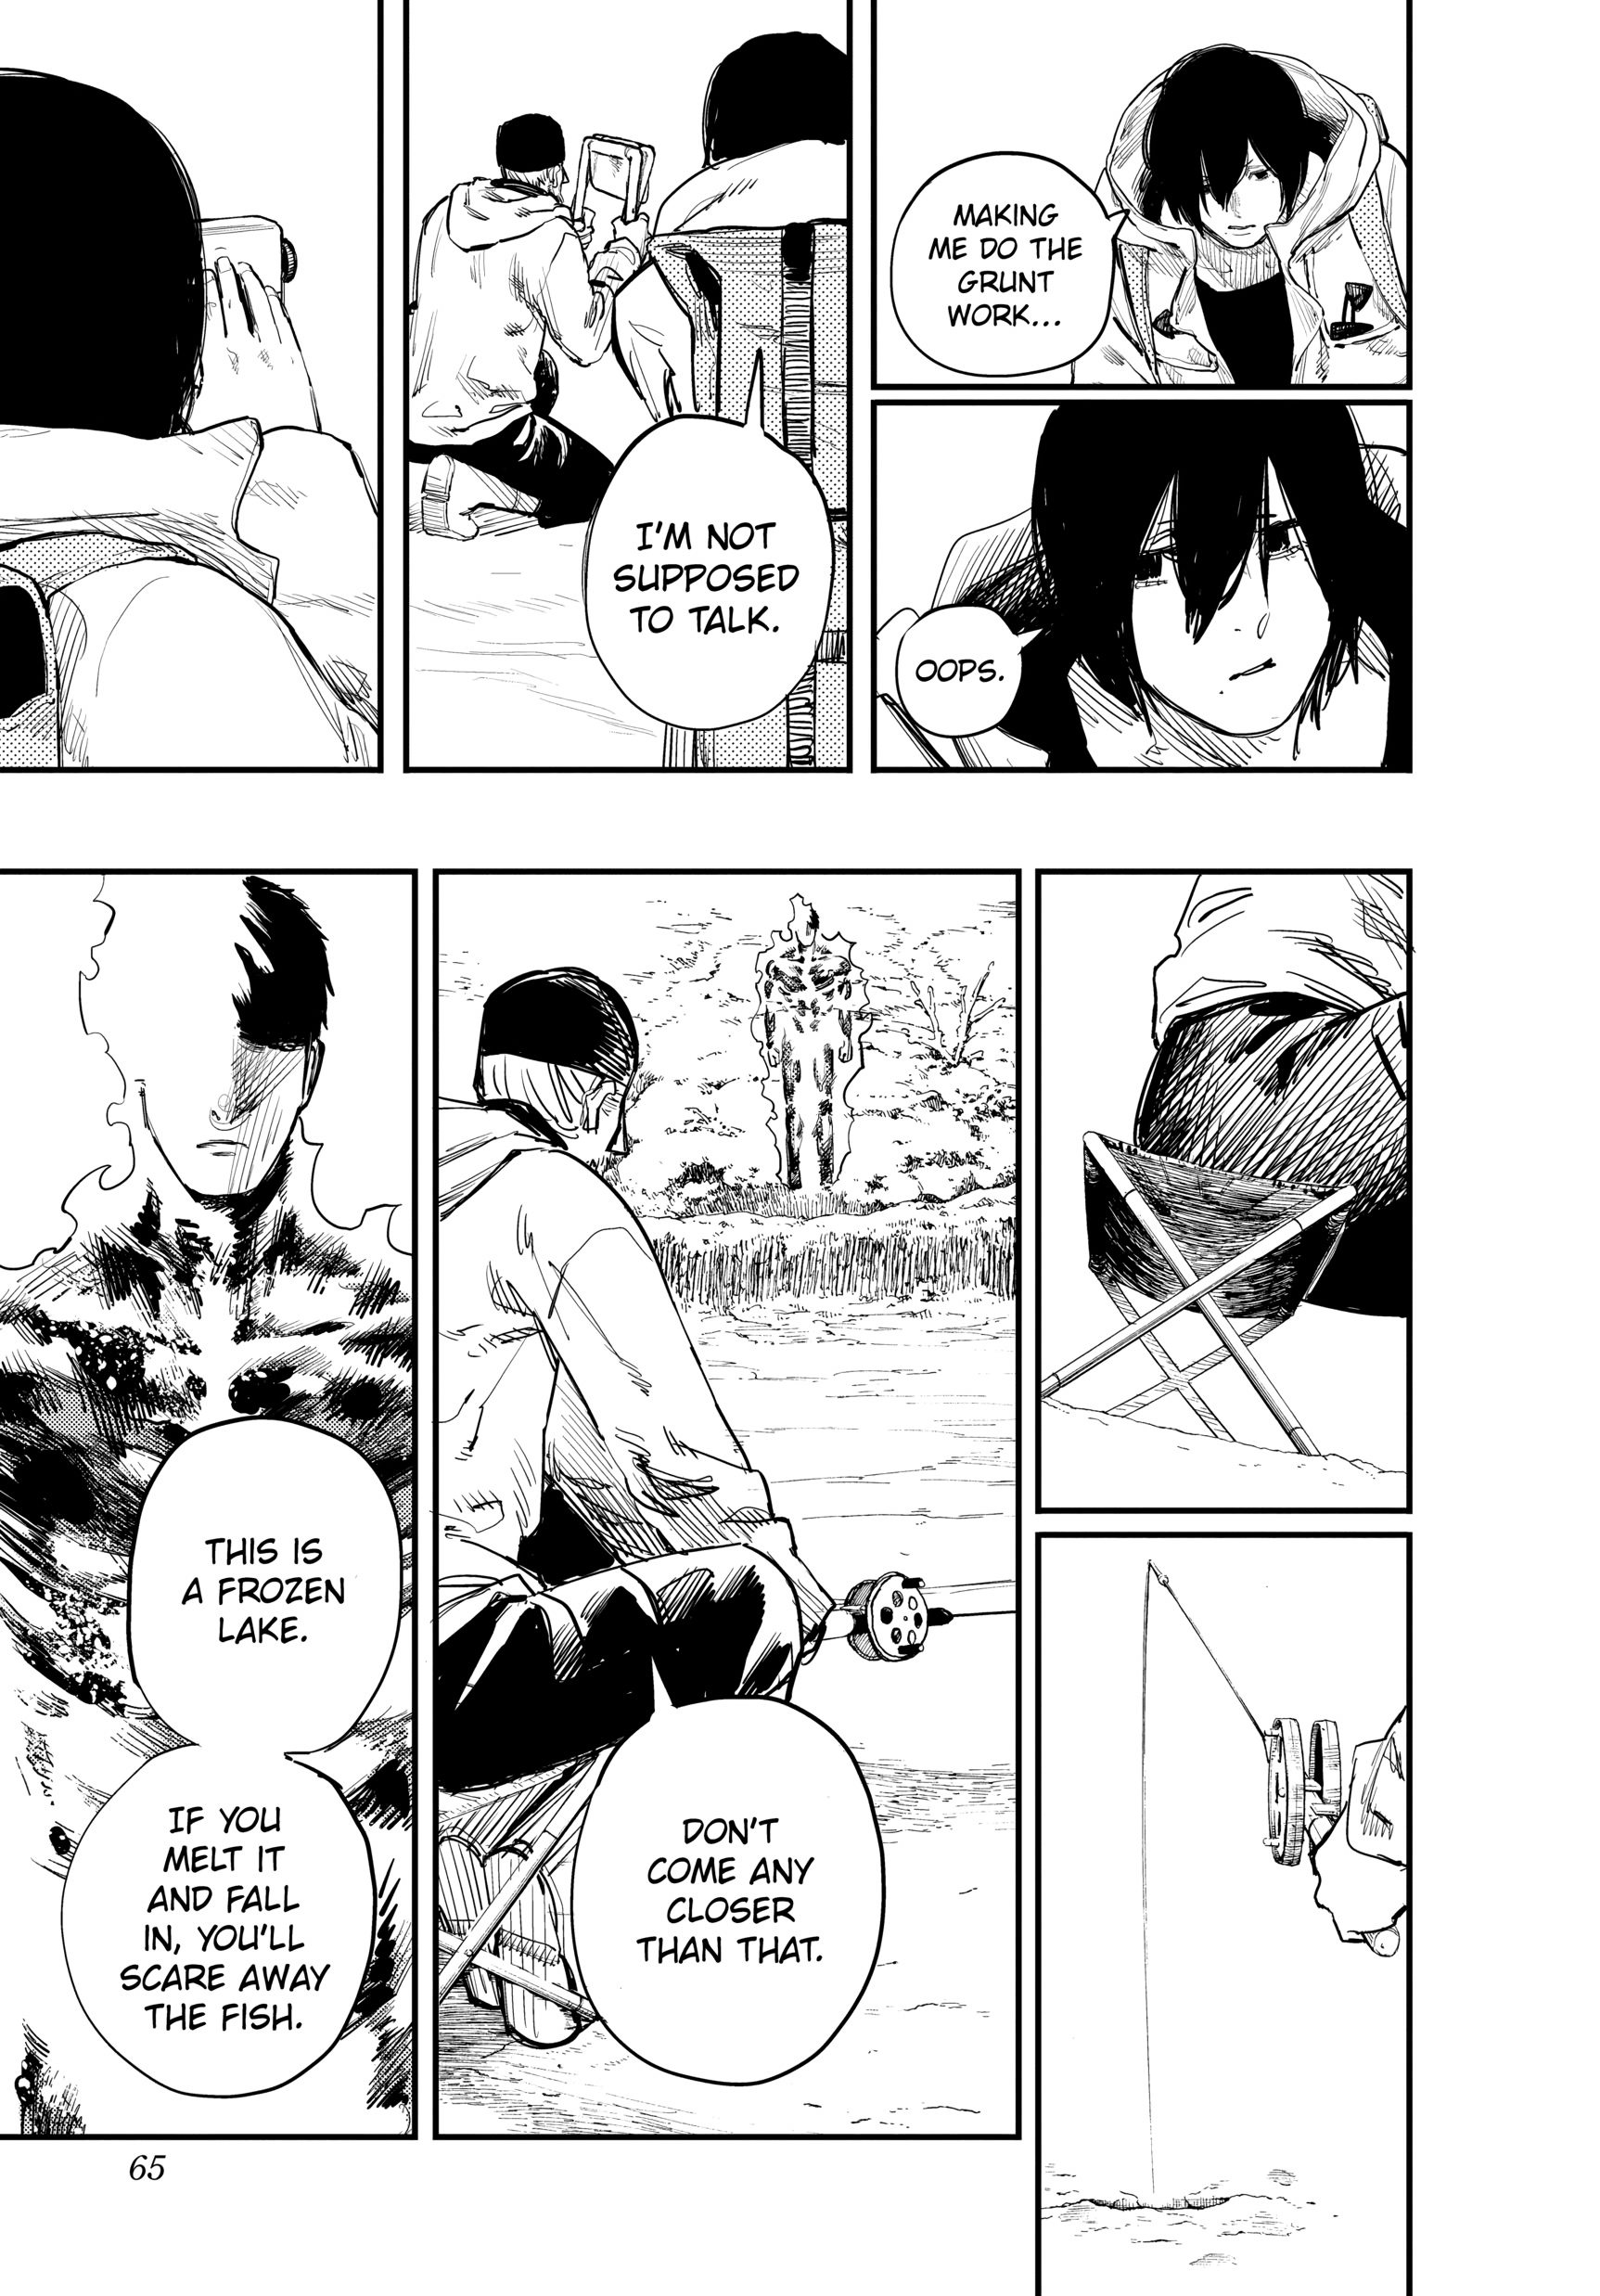 MAKING
ME DO THE
GRUNT
WORK...
OOPS.
I'M NOT
SUPPOSED
TO TALK.
DON'T
COME ANY
CLOSER
THAN THAT.
THIS IS
A FROZEN
LAKE.
IF YOU
MELT IT
AND FALL
IN, YOU'LL
SCARE AWAY
THE FISH.
65